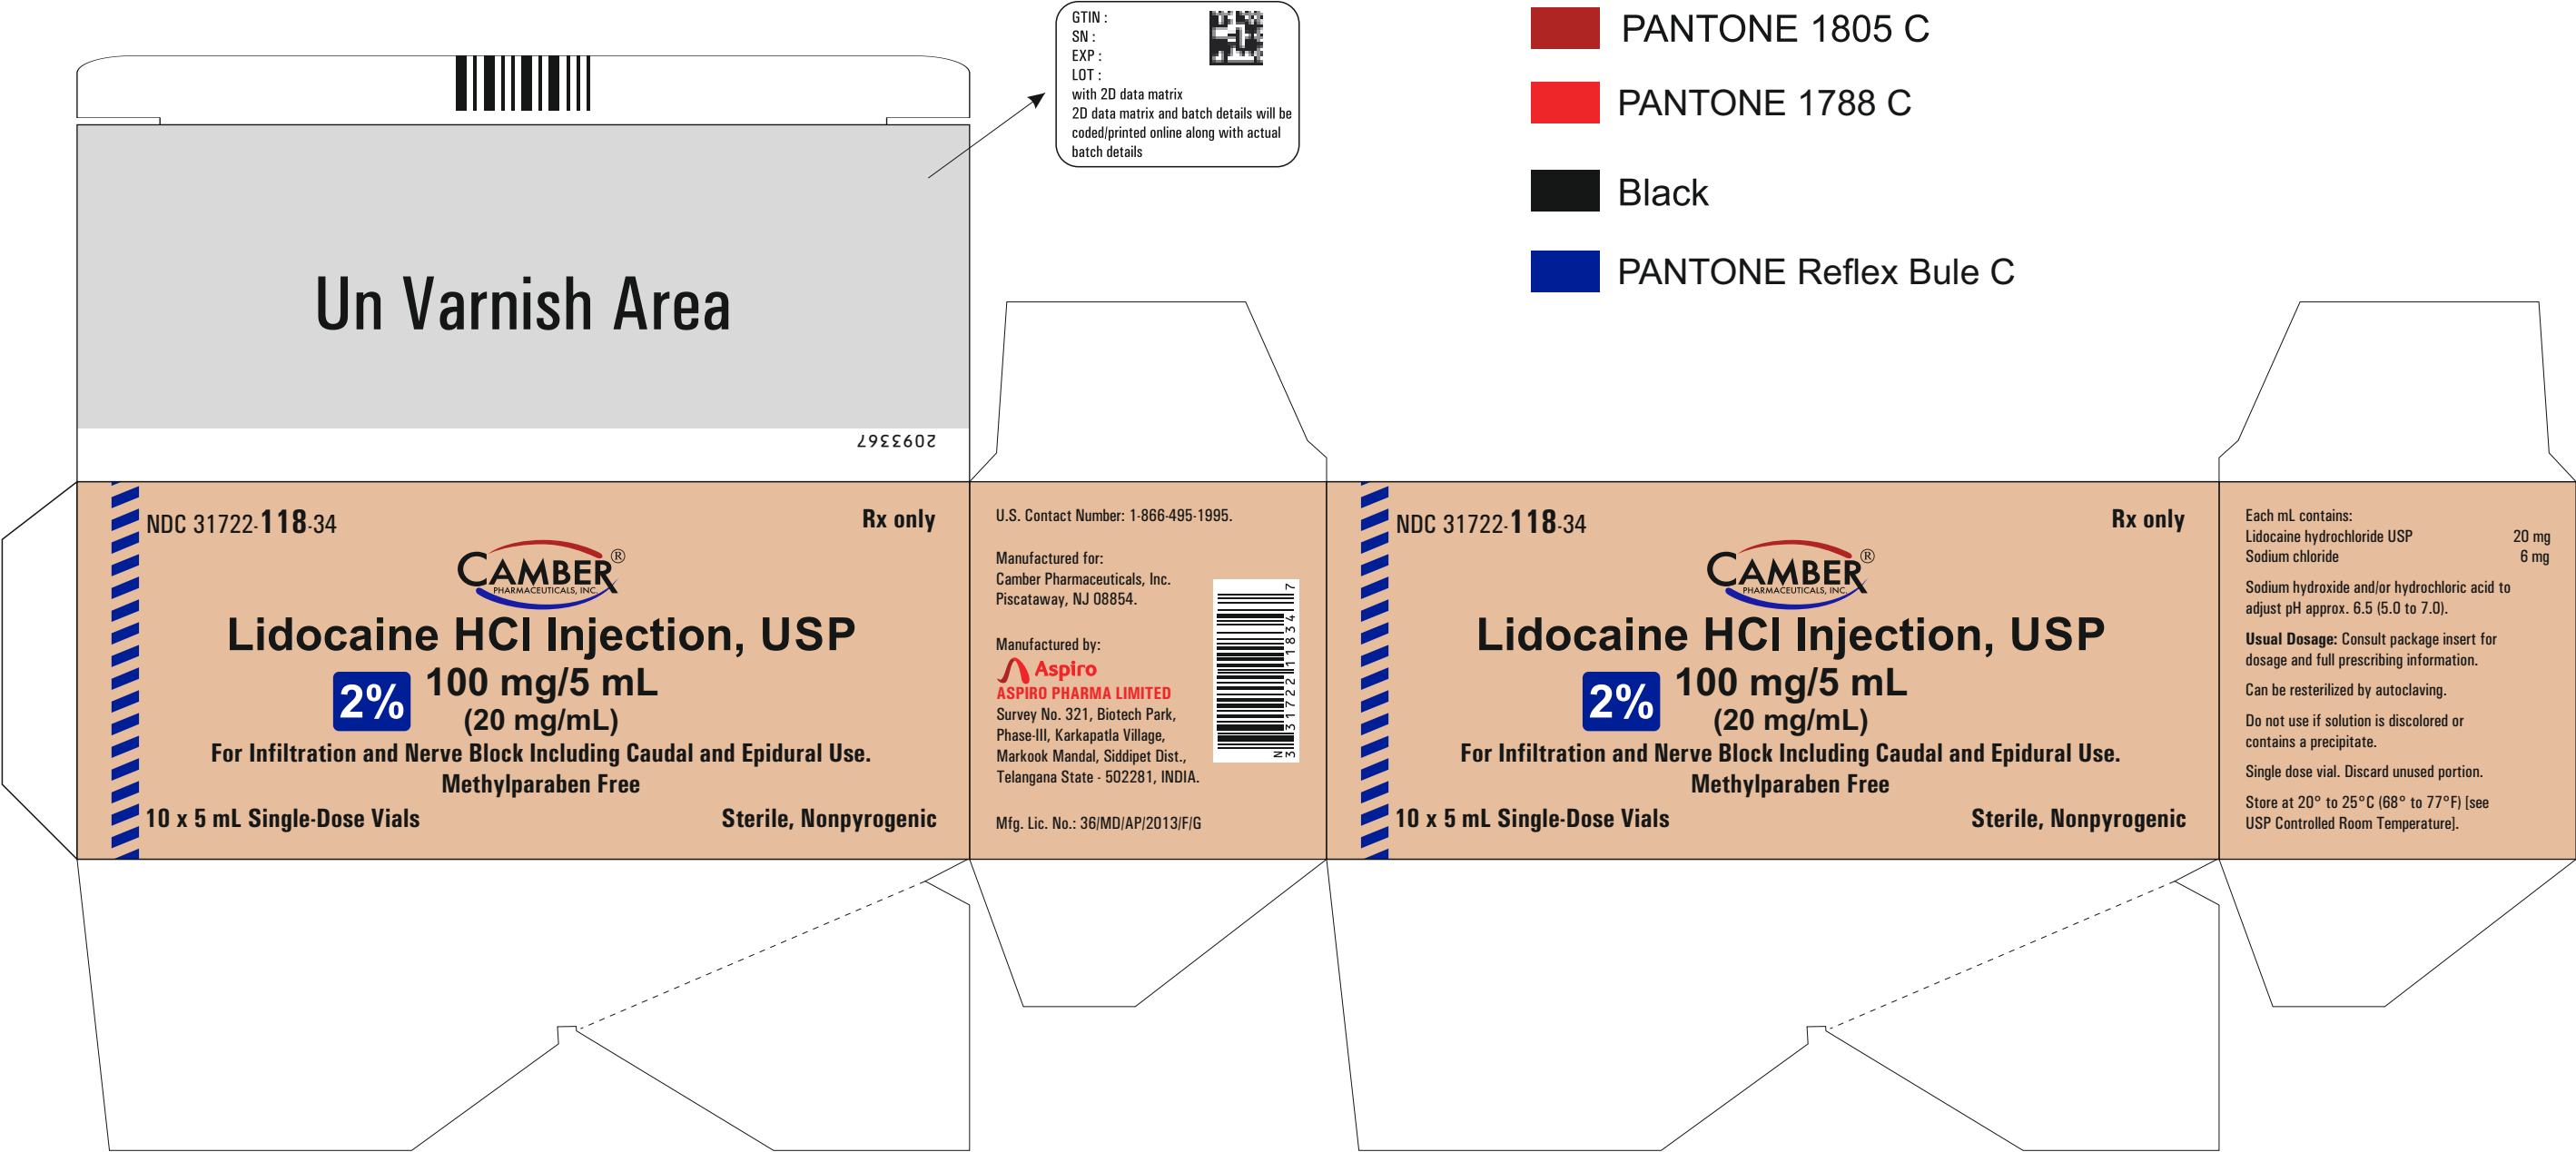 GTIN :
SN :
EXP :
LOT :
with 2D data matrix
2D data matrix and batch details will be
coded/printed online along with actual
batch details
PANTONE 1805 C
PANTONE 1788 C
Black
PANTONE Reflex Bule C
Un Varnish Area
2093367
NDC 31722-118-34
Rx only
CAMBER®
PHARMACEUTICALS, INC.
Lidocaine HCl Injection, USP
2%
100 mg/5 mL
(20 mg/mL)
For Infiltration and Nerve Block Including Caudal and Epidural Use.
Methylparaben Free
10 x 5 mL Single-Dose Vials
Sterile, Nonpyrogenic
U.S. Contact Number: 1-866-495-1995.
Manufactured for:
Camber Pharmaceuticals, Inc.
Piscataway, NJ 08854.
Manufactured by:
Aspiro
ASPIRO PHARMA LIMITED
Survey No. 321, Biotech Park,
Phase-III, Karkapatla Village,
Markook Mandal, Siddipet Dist.,
Telangana State - 502281, INDIA.
Mfg. Lic. No.: 36/MD/AP/2013/F/G
N
3 31722 11834 7
NDC 31722-118-34
Rx only
CAMBER®
PHARMACEUTICALS, INC.
Lidocaine HCl Injection, USP
2%
100 mg/5 mL
(20 mg/mL)
For Infiltration and Nerve Block Including Caudal and Epidural Use.
Methylparaben Free
10 x 5 mL Single-Dose Vials
Sterile, Nonpyrogenic
Each mL contains:
Lidocaine hydrochloride USP 20 mg
Sodium chloride 6 mg
Sodium hydroxide and/or hydrochloric acid to
adjust pH approx. 6.5 (5.0 to 7.0).
Usual Dosage: Consult package insert for
dosage and full prescribing information.
Can be resterilized by autoclaving.
Do not use if solution is discolored or
contains a precipitate.
Single dose vial. Discard unused portion.
Store at 20° to 25°C (68° to 77°F) [see
USP Controlled Room Temperature].